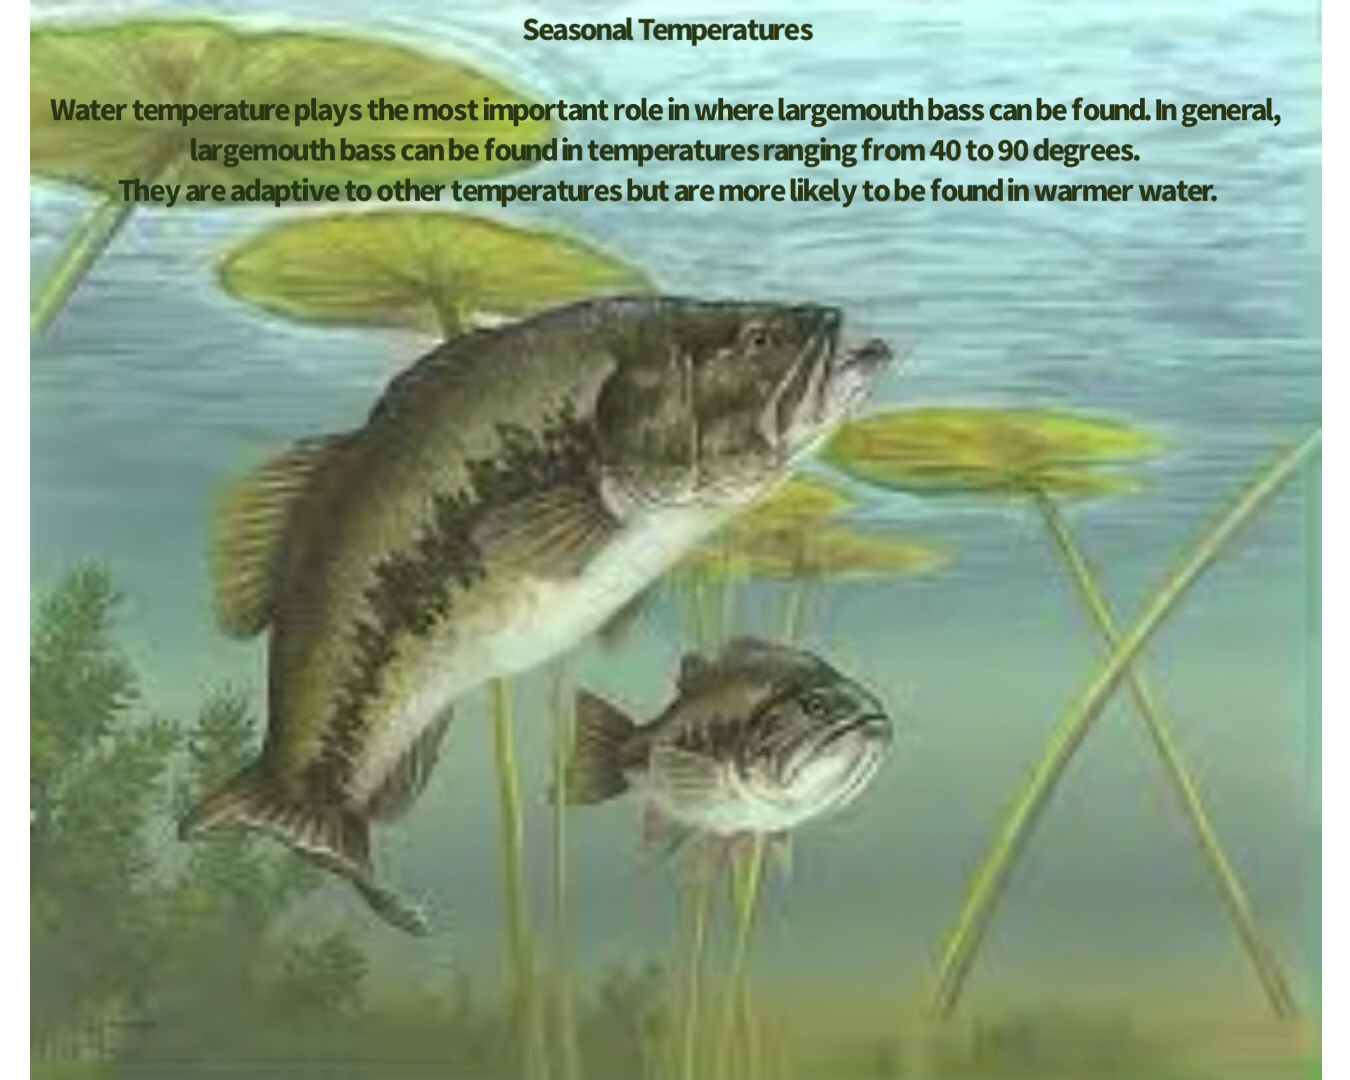 Seasonal Temperatures
Water temperature plays the most important role in where largemouth bass can be found. In general,
largemouth bass can be found in temperatures ranging from 40 to 90 degrees.
They are adaptive to other temperatures but are more likely to be found in warmer water.